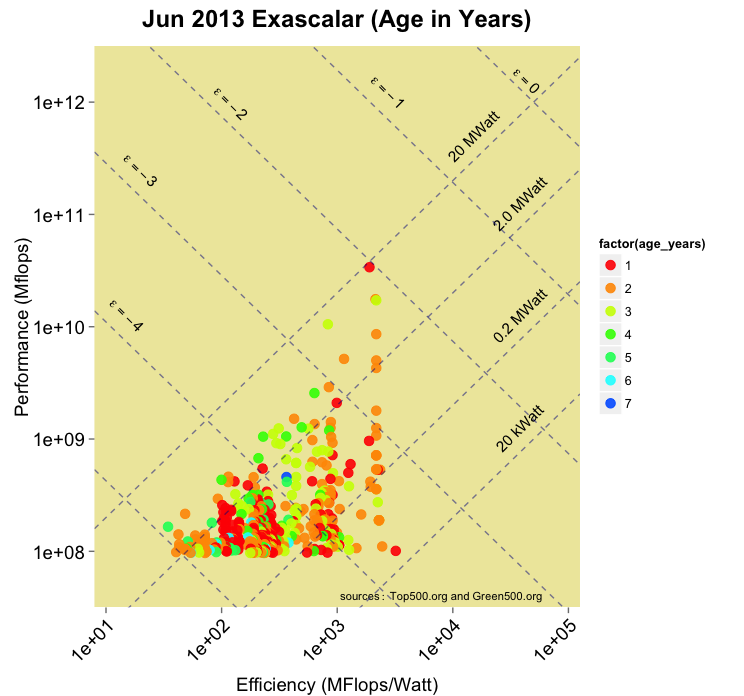 Jun 2013 Exascalar (Age in Years)
Performance (Mflops)
1e+12
1e+11
1e+10
1e+09
1e+08
ε = −4
ε = −3
ε = −2
ε = −1
ε = 0
20 MWatt
2.0 MWatt
0.2 MWatt
20 kWatt
sources : Top500.org and Green500.org
1e+01
1e+02
1e+03
1e+04
1e+05
Efficiency (MFlops/Watt)
factor(age_years)
1
2
3
4
5
6
7